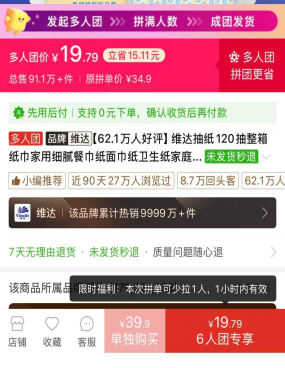 发起多人团 > 拼满人数 > 成团发货
多人团价 ¥19.79 立省15.11元
多人团
总售91.1万+件 原拼单价 ¥34.9
拼团更省
先用后付 | 支持0元下单，确认收货后再付款
多人团 品牌 维达【62.1万人好评】维达抽纸120抽整箱
纸巾家用细腻餐巾纸面巾纸卫生纸家庭... 未发货秒退
小编推荐 近90天27万人浏览过 8.7万回头客 62.1万人
维达 | 该品牌累计热销9999万+件 >
7天无理由退货 · 未发货秒退 · 质量问题随心退 >
该商品所属品
限时福利：本次拼单可少拉1人，1小时内有效
店铺
收藏
客服
¥39.9
单独购买
¥19.79
6人团专享